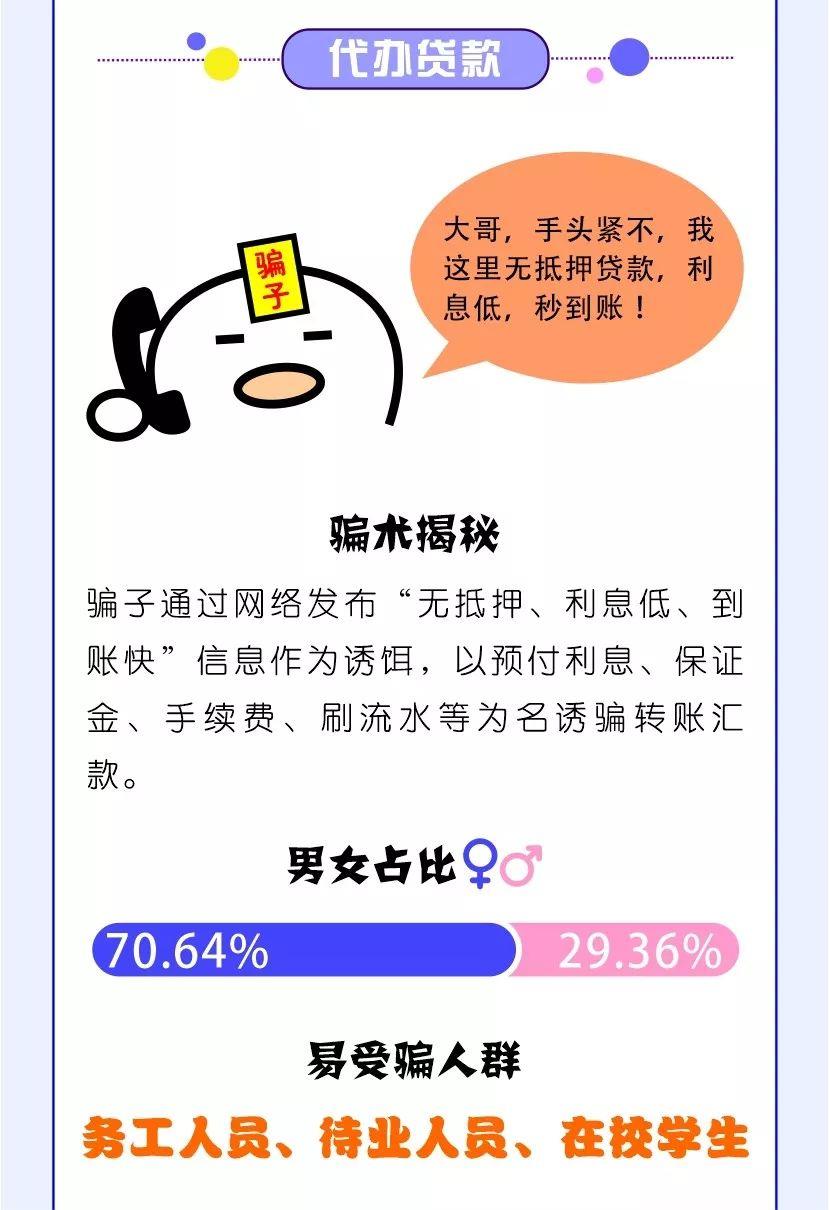 代办贷款
大哥，手头紧不，我
这里无抵押贷款，利
息低，秒到账！
骗
子
骗术揭秘
骗子通过网络发布“无抵押、利息低、到
账快”信息作为诱饵，以预付利息、保证
金、手续费、刷流水等为名诱骗转账汇
款。
男女占比♀♂
70.64% 29.36%
易受骗人群
务工人员、待业人员、在校学生